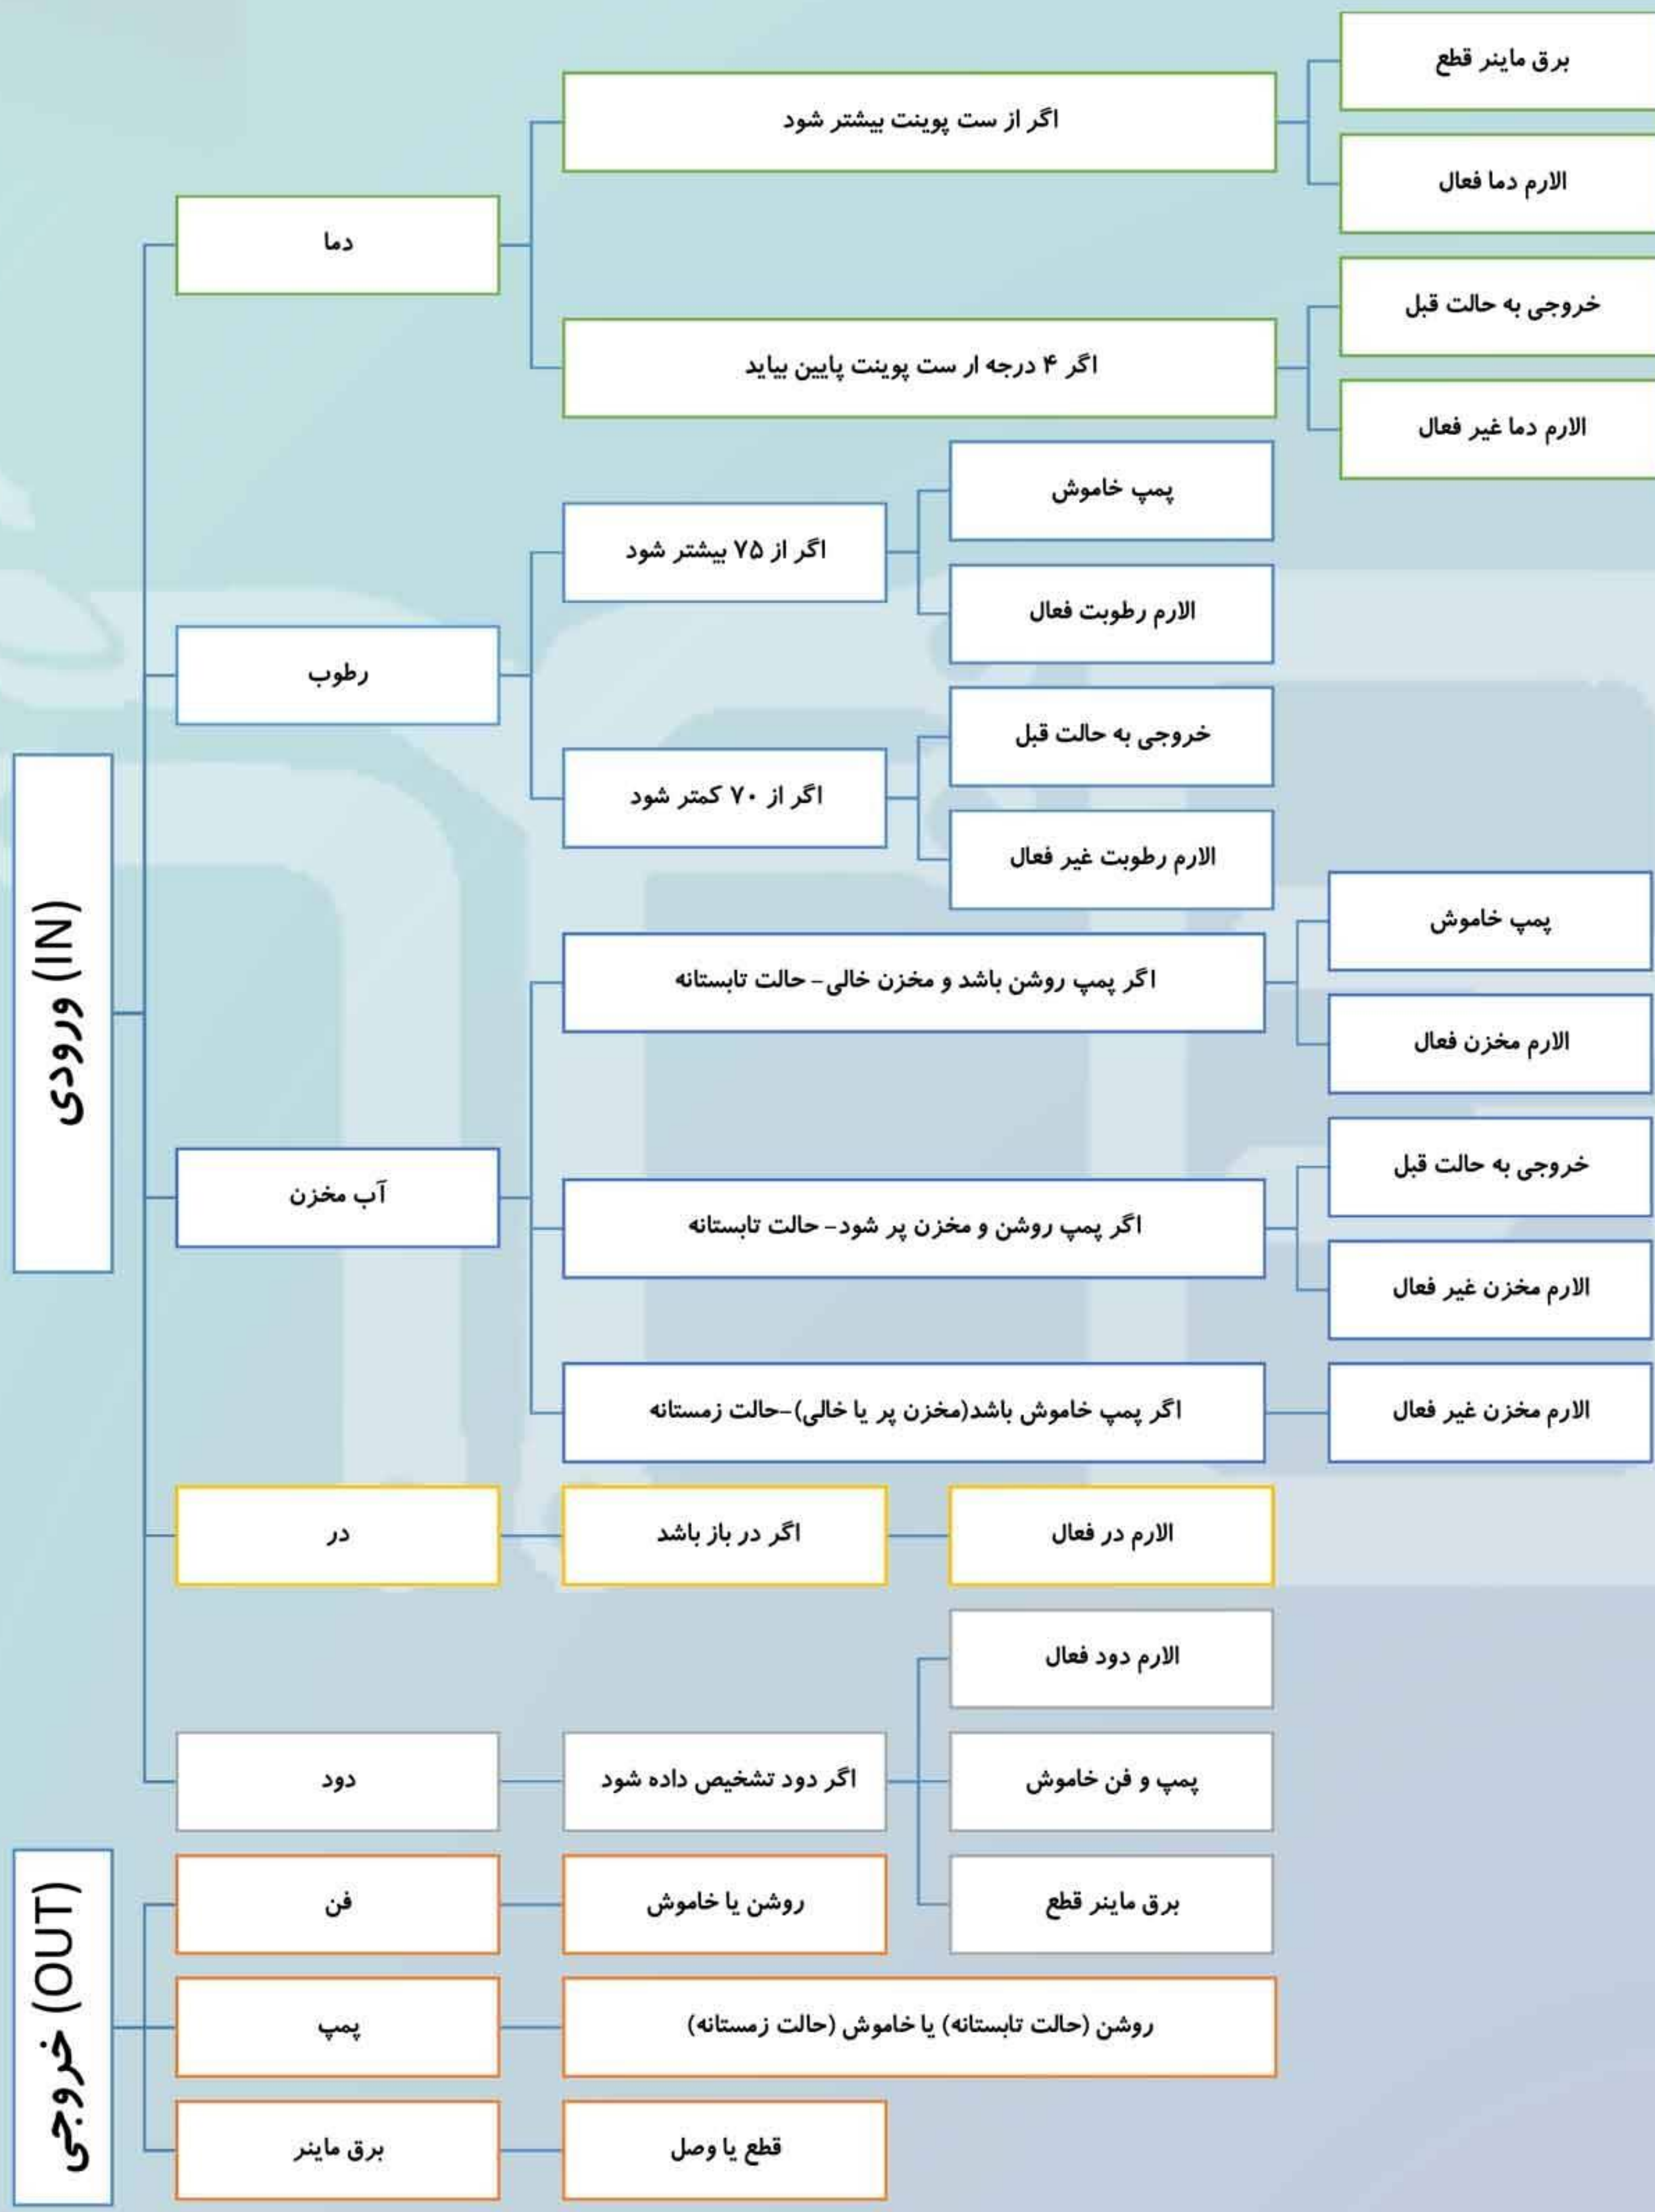 ورودی (IN)
دما
اگر از ست پوینت بیشتر شود
برق ماینر قطع
الارم دما فعال
اگر ۴ درجه ار ست پوینت پایین بیاید
خروجی به حالت قبل
الارم دما غیر فعال
رطوب
اگر از ۷۵ بیشتر شود
پمپ خاموش
الارم رطوبت فعال
اگر از ۷۰ کمتر شود
خروجی به حالت قبل
الارم رطوبت غیر فعال
آب مخزن
اگر پمپ روشن باشد و مخزن خالی– حالت تابستانه
پمپ خاموش
الارم مخزن فعال
اگر پمپ روشن و مخزن پر شود– حالت تابستانه
خروجی به حالت قبل
الارم مخزن غیر فعال
اگر پمپ خاموش باشد(مخزن پر یا خالی)–حالت زمستانه
الارم مخزن غیر فعال
در
اگر در باز باشد
الارم در فعال
دود
اگر دود تشخیص داده شود
الارم دود فعال
پمپ و فن خاموش
برق ماینر قطع
خروجی (OUT)
فن
روشن یا خاموش
پمپ
روشن (حالت تابستانه) یا خاموش (حالت زمستانه)
برق ماینر
قطع یا وصل